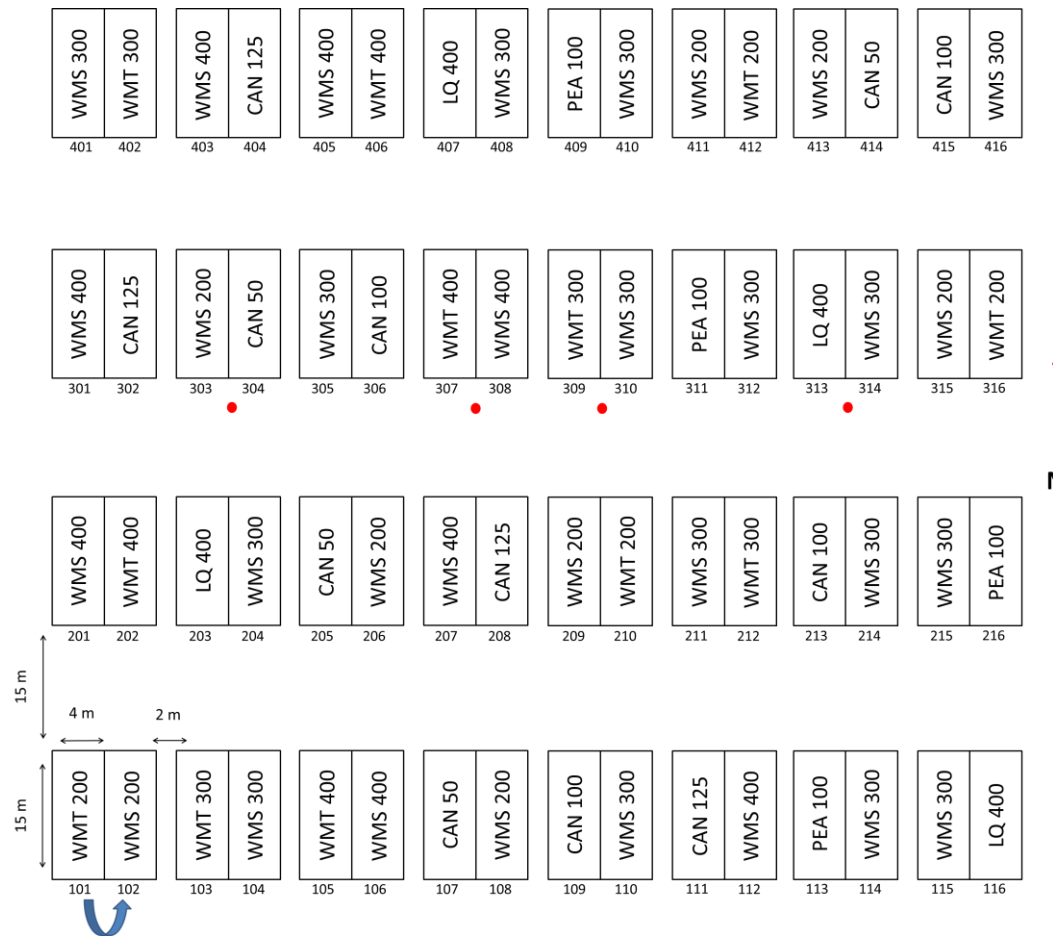 WMS 300 WMT 300 WMS 400 CAN 125 WMS 400 WMT 400 LQ 400 WMS 300 PEA 100 WMS 300 WMS 200 WMT 200 WMS 200 CAN 50 CAN 100 WMS 300
401 402 403 404 405 406 407 408 409 410 411 412 413 414 415 416
WMS 400 CAN 125 WMS 200 CAN 50 WMS 300 CAN 100 WMT 400 WMS 400 WMT 300 WMS 300 PEA 100 WMS 300 LQ 400 WMS 300 WMS 200 WMT 200
301 302 303 304 305 306 307 308 309 310 311 312 313 314 315 316
N
WMS 400 WMT 400 LQ 400 WMS 300 CAN 50 WMS 200 WMS 400 CAN 125 WMS 200 WMT 200 WMS 300 WMT 300 CAN 100 WMS 300 WMS 300 PEA 100
201 202 203 204 205 206 207 208 209 210 211 212 213 214 215 216
15 m
4 m 2 m
15 m
WMT 200 WMS 200 WMT 300 WMS 300 WMT 400 WMS 400 CAN 50 WMS 200 CAN 100 WMS 300 CAN 125 WMS 400 PEA 100 WMS 300 WMS 300 LQ 400
101 102 103 104 105 106 107 108 109 110 111 112 113 114 115 116